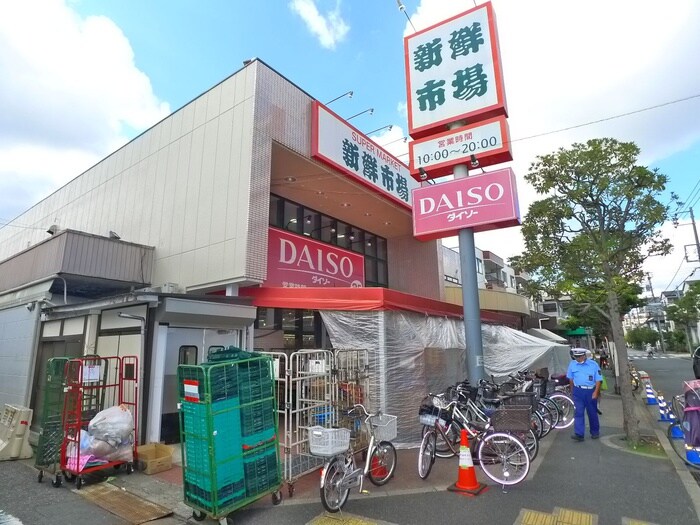 新鮮
市場
営業時間
10:00～20:00
DAISO
ダイソー
SUPER MARKET
新鮮市場
DAISO
ダイソー